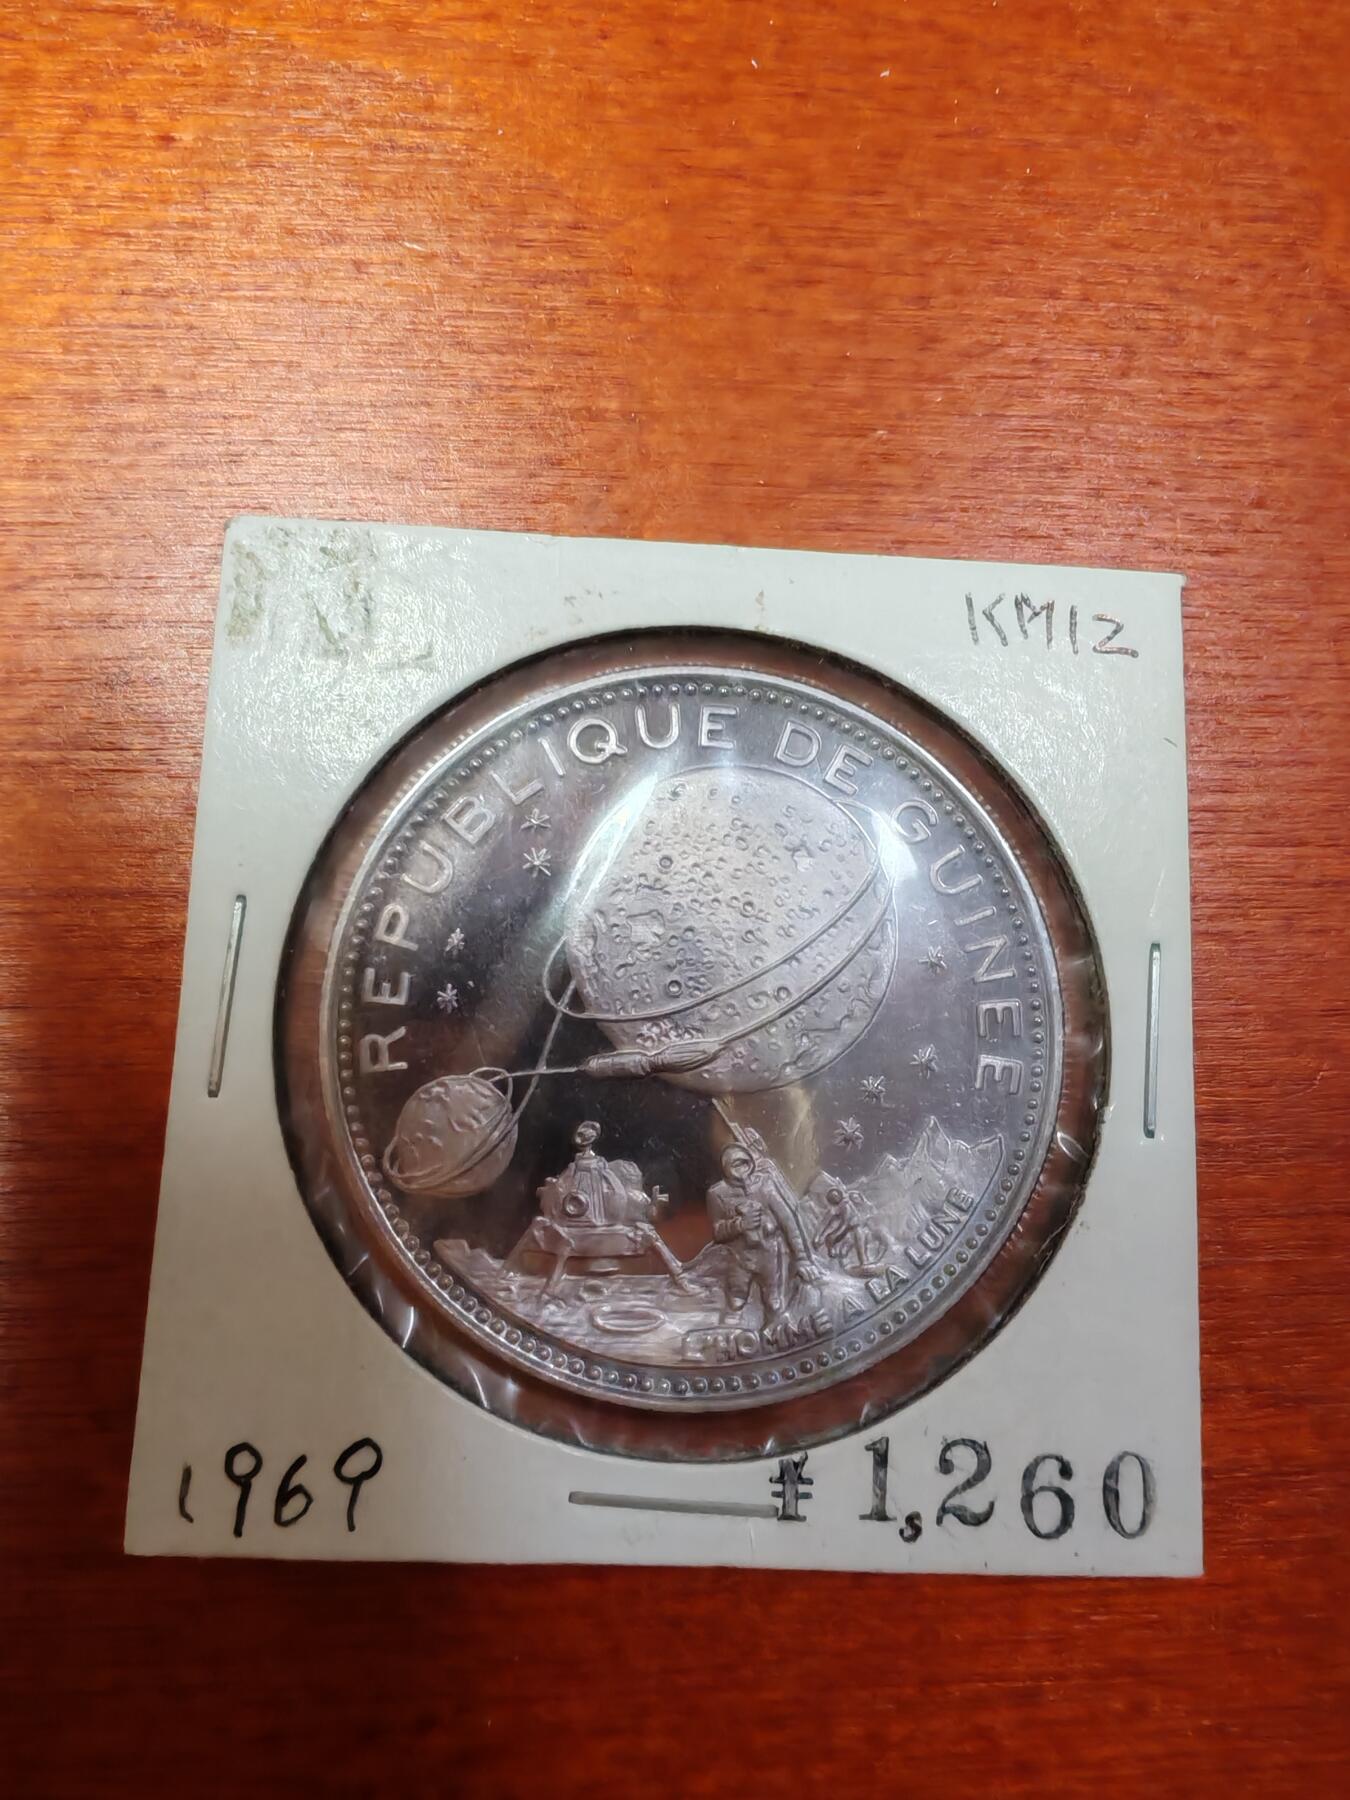 KM12
REPUBLIQUE DE GUINEE
L'HOMME A LA LUNE
1969
¥1,260